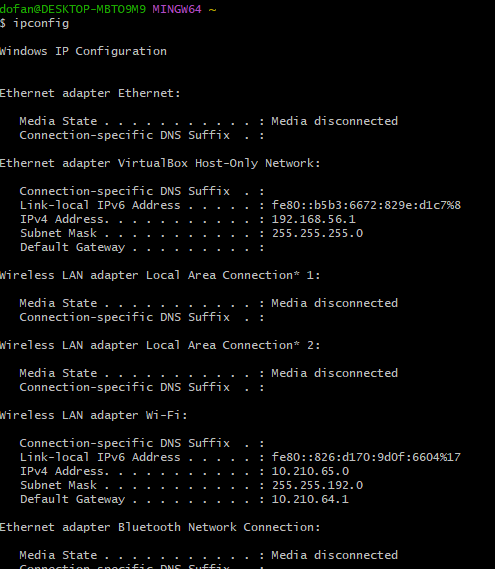 dofan@DESKTOP-MBTO9M9 MINGW64 ~
$ ipconfig
Windows IP Configuration
Ethernet adapter Ethernet:
Media State . . . . . . . . . . . : Media disconnected
Connection-specific DNS Suffix  . :
Ethernet adapter VirtualBox Host-Only Network:
Connection-specific DNS Suffix  . :
Link-local IPv6 Address . . . . . : fe80::b5b3:6672:829e:d1c7%8
IPv4 Address. . . . . . . . . . . : 192.168.56.1
Subnet Mask . . . . . . . . . . . : 255.255.255.0
Default Gateway . . . . . . . . . :
Wireless LAN adapter Local Area Connection* 1:
Media State . . . . . . . . . . . : Media disconnected
Connection-specific DNS Suffix  . :
Wireless LAN adapter Local Area Connection* 2:
Media State . . . . . . . . . . . : Media disconnected
Connection-specific DNS Suffix  . :
Wireless LAN adapter Wi-Fi:
Connection-specific DNS Suffix  . :
Link-local IPv6 Address . . . . . : fe80::826:d170:9d0f:6604%17
IPv4 Address. . . . . . . . . . . : 10.210.65.0
Subnet Mask . . . . . . . . . . . : 255.255.192.0
Default Gateway . . . . . . . . . : 10.210.64.1
Ethernet adapter Bluetooth Network Connection:
Media State . . . . . . . . . . . : Media disconnected
Connection-specific DNS Suffix  . :